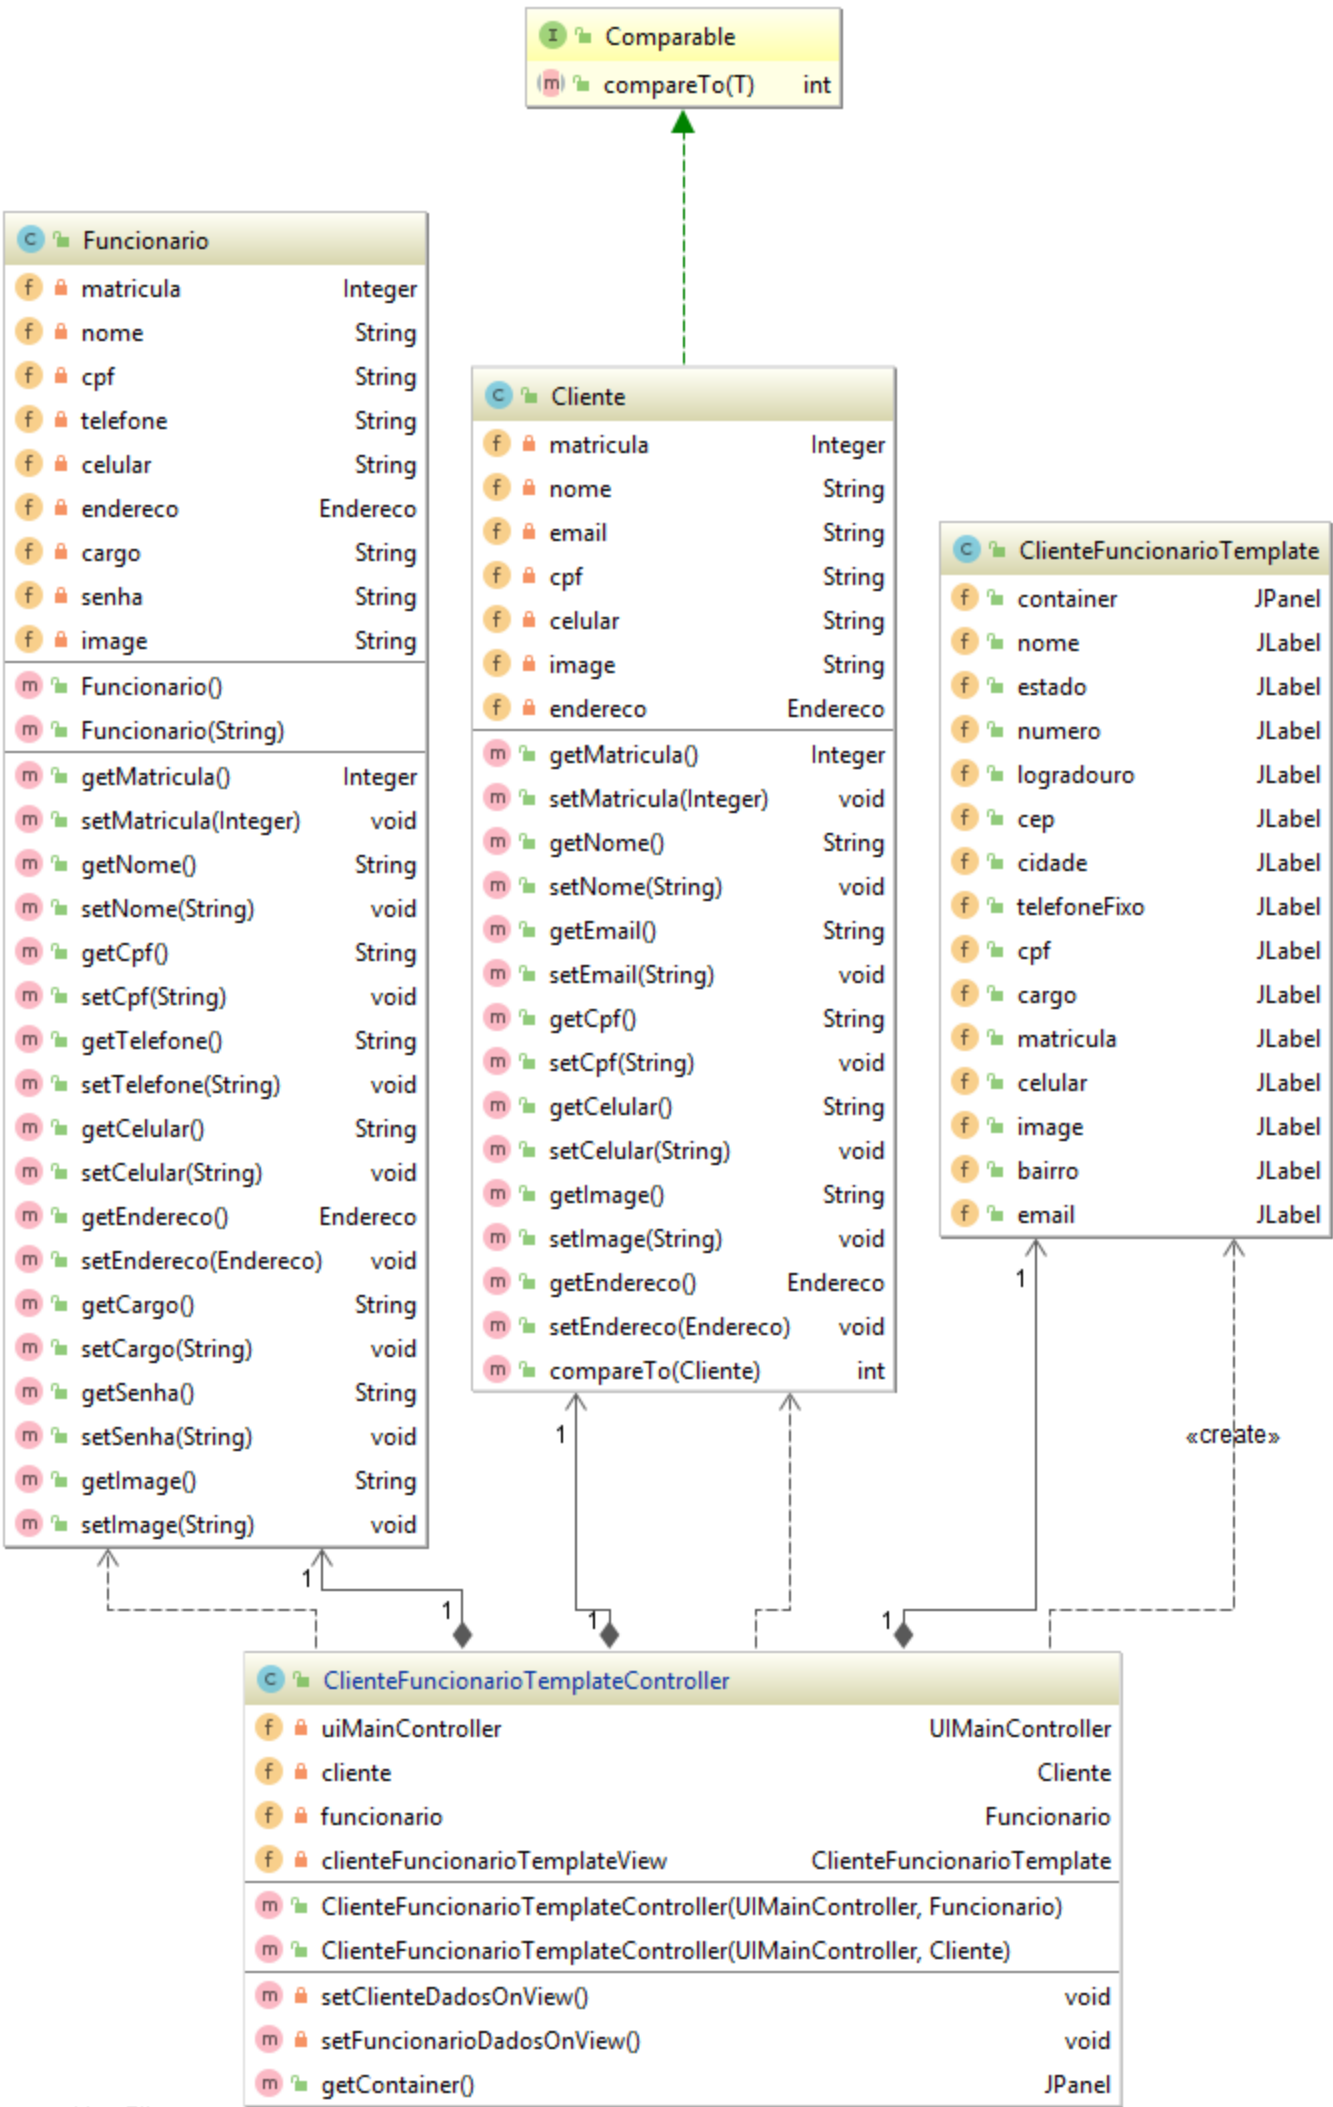 Comparable
compareTo(T) int
Funcionario
matricula Integer
nome String
cpf String
telefone String
celular String
endereco Endereco
cargo String
senha String
image String
Funcionario()
Funcionario(String)
getMatricula() Integer
setMatricula(Integer) void
getNome() String
setNome(String) void
getCpf() String
setCpf(String) void
getTelefone() String
setTelefone(String) void
getCelular() String
setCelular(String) void
getEndereco() Endereco
setEndereco(Endereco) void
getCargo() String
setCargo(String) void
getSenha() String
setSenha(String) void
getImage() String
setImage(String) void
Cliente
matricula Integer
nome String
email String
cpf String
celular String
image String
endereco Endereco
getMatricula() Integer
setMatricula(Integer) void
getNome() String
setNome(String) void
getEmail() String
setEmail(String) void
getCpf() String
setCpf(String) void
getCelular() String
setCelular(String) void
getImage() String
setImage(String) void
getEndereco() Endereco
setEndereco(Endereco) void
compareTo(Cliente) int
ClienteFuncionarioTemplate
container JPanel
nome JLabel
estado JLabel
numero JLabel
logradouro JLabel
cep JLabel
cidade JLabel
telefoneFixo JLabel
cpf JLabel
cargo JLabel
matricula JLabel
celular JLabel
image JLabel
bairro JLabel
email JLabel
1
1
«create»
1
1
1
1
ClienteFuncionarioTemplateController
uiMainController UIMainController
cliente Cliente
funcionario Funcionario
clienteFuncionarioTemplateView ClienteFuncionarioTemplate
ClienteFuncionarioTemplateController(UIMainController, Funcionario)
ClienteFuncionarioTemplateController(UIMainController, Cliente)
setClienteDadosOnView() void
setFuncionarioDadosOnView() void
getContainer() JPanel